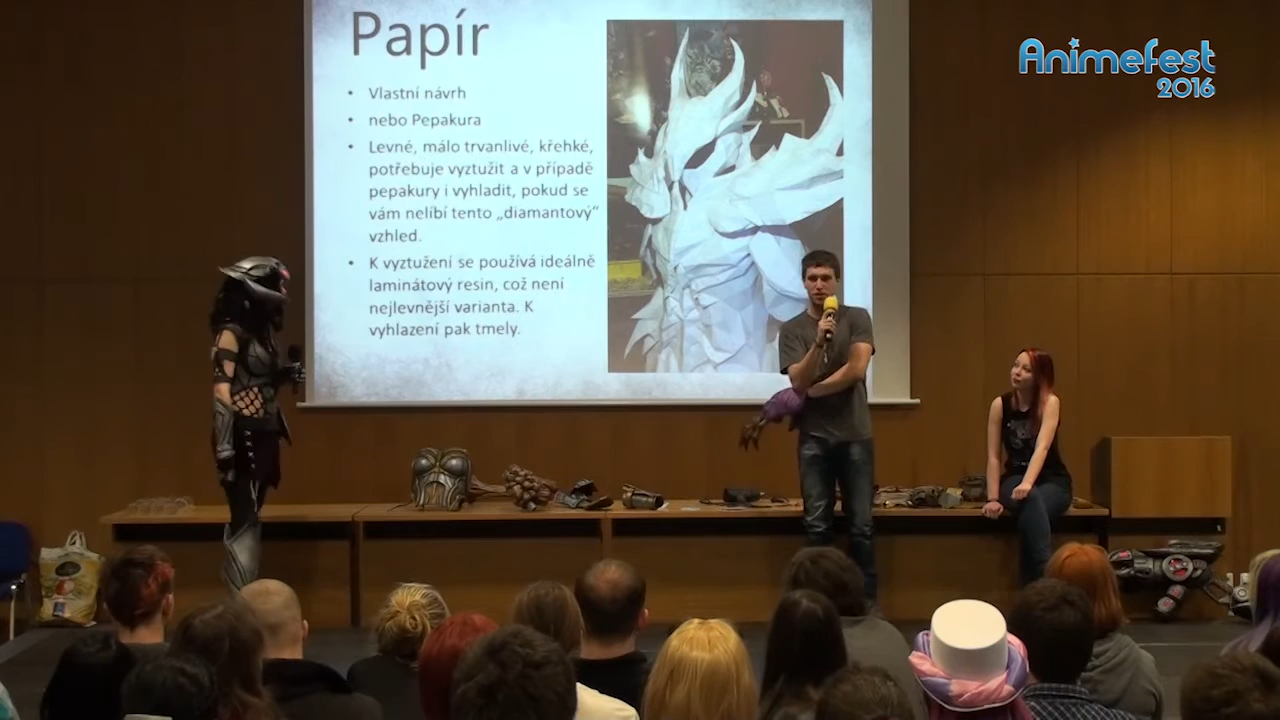 Papír
• Vlastní návrh
• nebo Pepakura
• Levné, málo trvanlivé, křehké,
potřebuje vyztužit a v případě
pepakury i vyhladit, pokud se
vám nelíbí tento „diamantový“
vzhled.
• K vyztužení se používá ideálně
laminátový resin, což není
nejlevnější varianta. K
vyhlazení pak tmely.
Animefest
2016